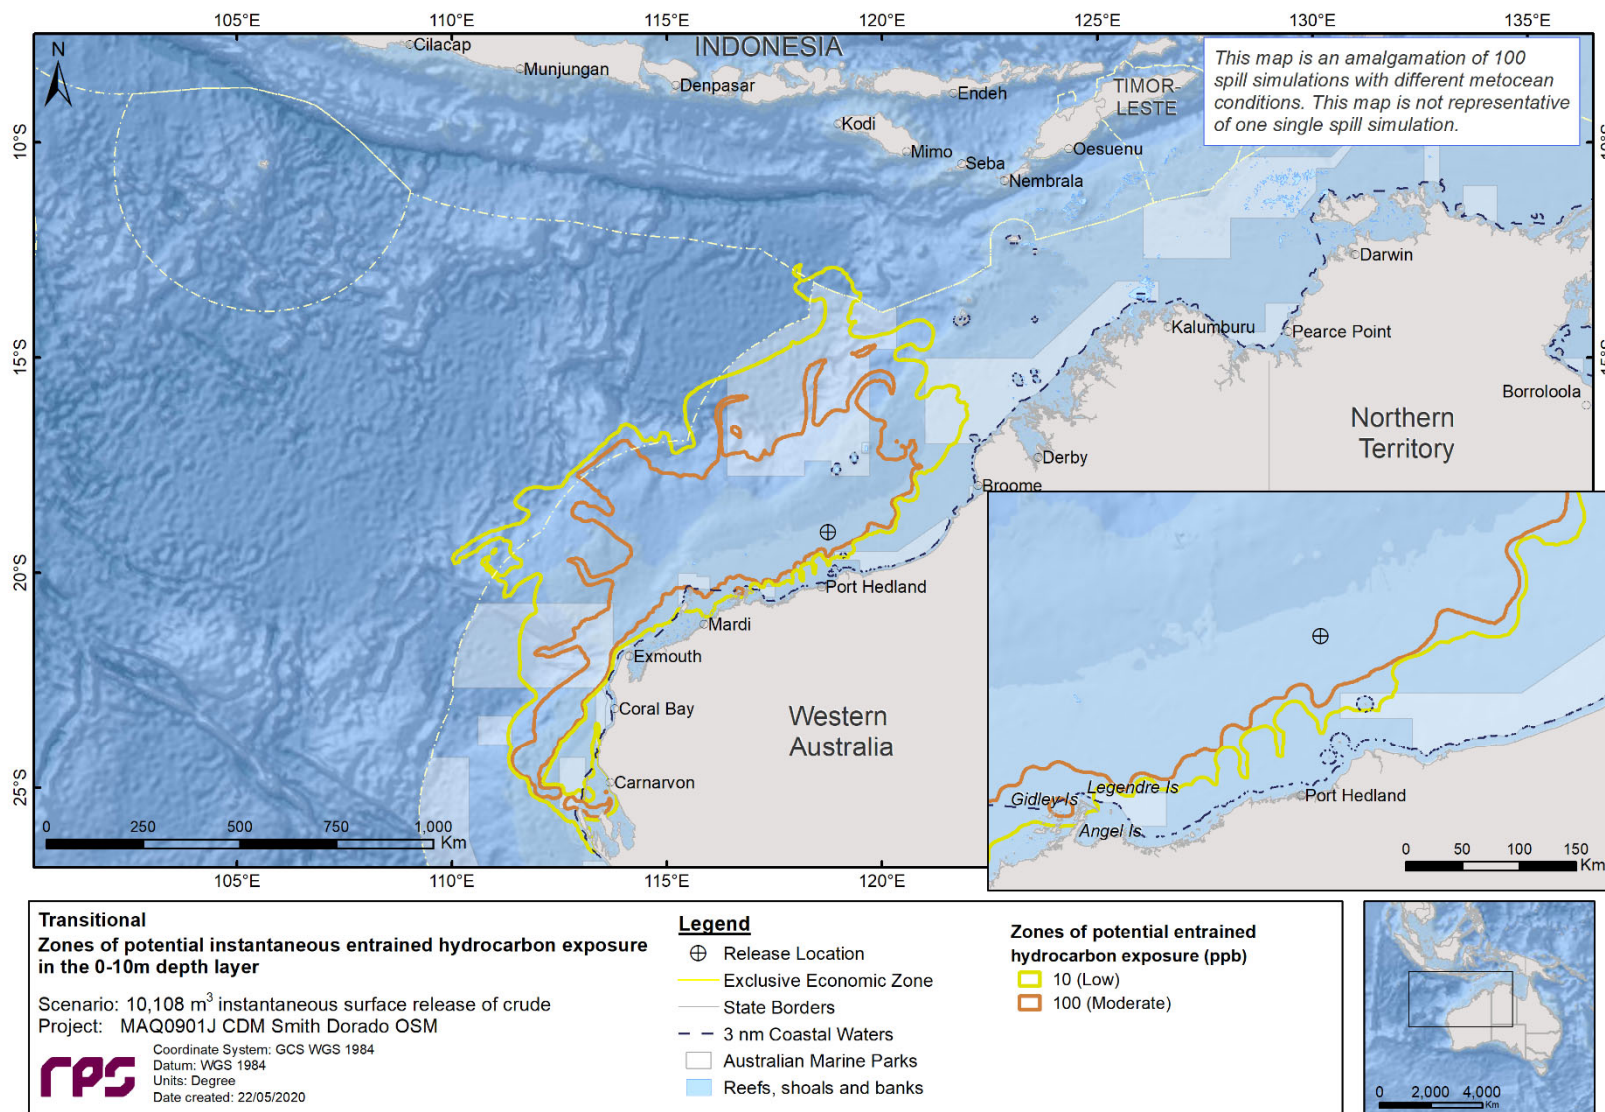 105°E
110°E
115°E
120°E
125°E
130°E
135°E
N
Cilacap
Munjungan
INDONESIA
Denpasar
Endeh
TIMOR-
LESTE
Kodi
Mimo
Seba
Oesuenu
Nembrala
This map is an amalgamation of 100
spill simulations with different metocean
conditions. This map is not representative
of one single spill simulation.
10°S
10°S
15°S
15°S
20°S
25°S
Darwin
Kalumburu
Pearce Point
Borroloola
Northern
Territory
Derby
Broome
Port Hedland
Mardi
Exmouth
Coral Bay
Western
Australia
Carnarvon
0 250 500 750 1,000
Km
Legendre Is
Gidley Is
Angel Is
Port Hedland
0 50 100 150
Km
105°E
110°E
115°E
120°E
Transitional
Zones of potential instantaneous entrained hydrocarbon exposure
in the 0-10m depth layer
Scenario: 10,108 m³ instantaneous surface release of crude
Project: MAQ0901J CDM Smith Dorado OSM
rps
Coordinate System: GCS WGS 1984
Datum: WGS 1984
Units: Degree
Date created: 22/05/2020
Legend
Release Location
Exclusive Economic Zone
State Borders
3 nm Coastal Waters
Australian Marine Parks
Reefs, shoals and banks
Zones of potential entrained
hydrocarbon exposure (ppb)
10 (Low)
100 (Moderate)
0 2,000 4,000
Km